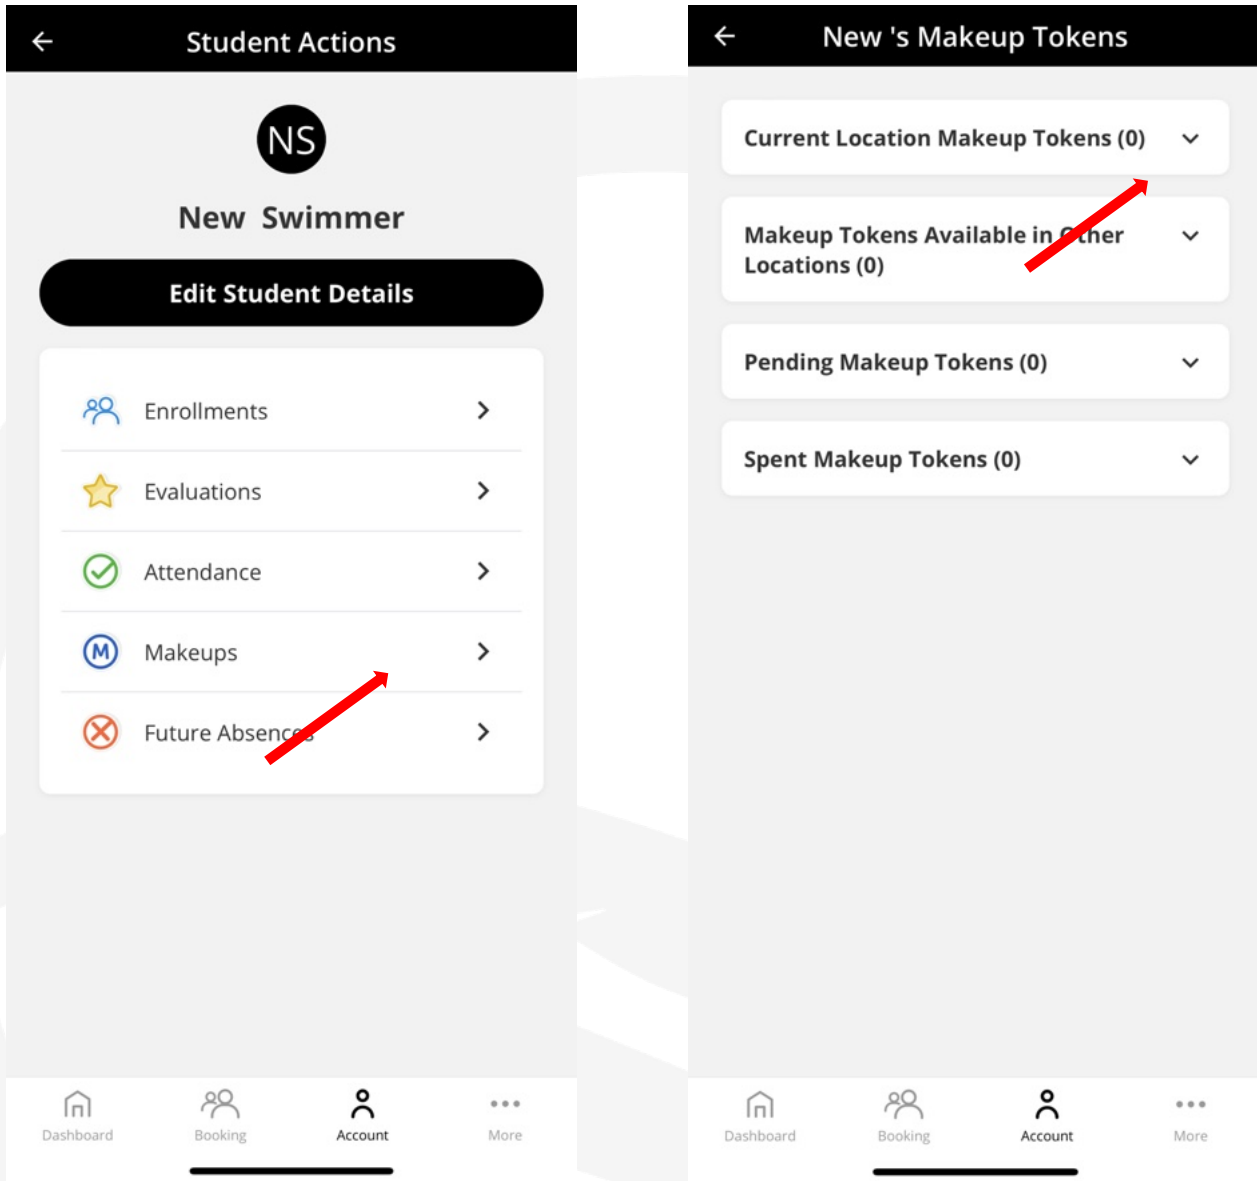 Student Actions
NS
New Swimmer
Edit Student Details
Enrollments
Evaluations
Attendance
M
Makeups
Future Absences
Dashboard
Booking
Account
More
New 's Makeup Tokens
Current Location Makeup Tokens (0)
Makeup Tokens Available in Other
Locations (0)
Pending Makeup Tokens (0)
Spent Makeup Tokens (0)
Dashboard
Booking
Account
More